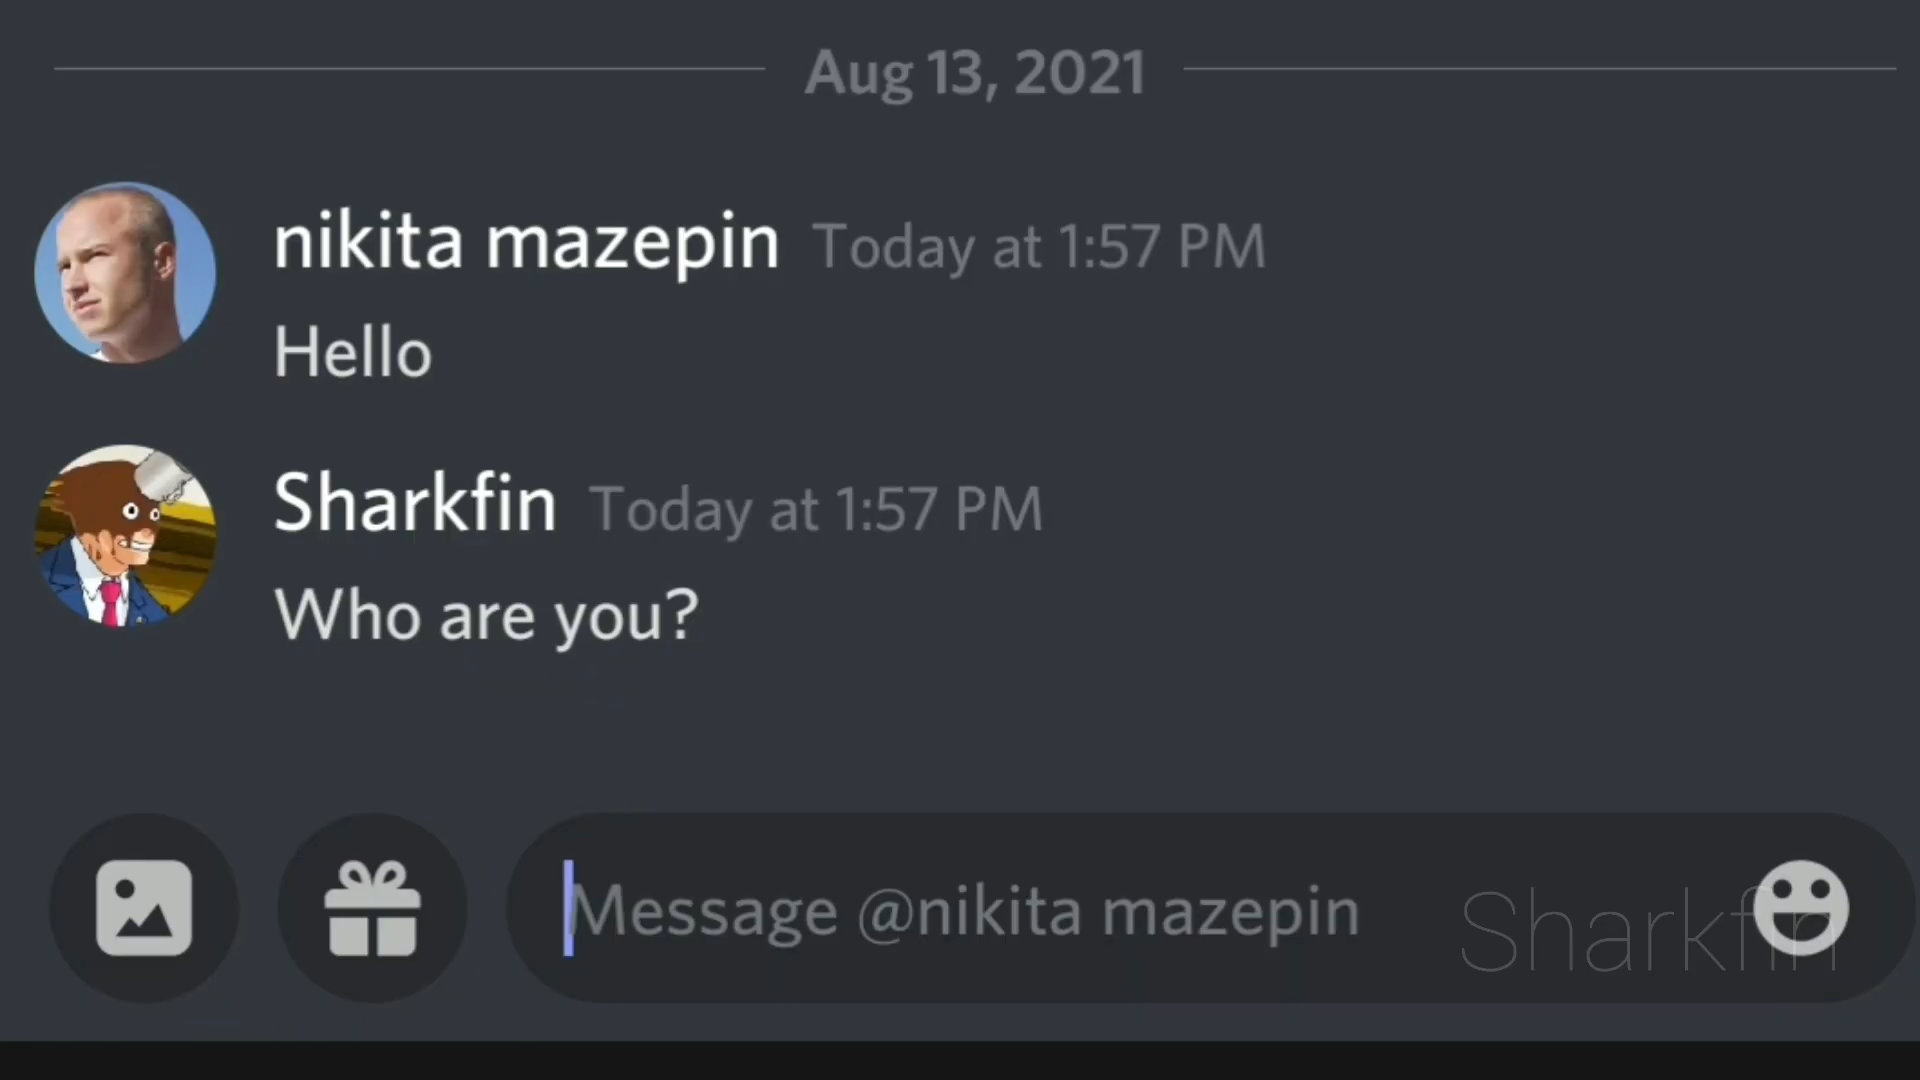 Aug 13, 2021
nikita mazepin Today at 1:57 PM
Hello
Sharkfin Today at 1:57 PM
Who are you?
Message @nikita mazepin
Sharkfin